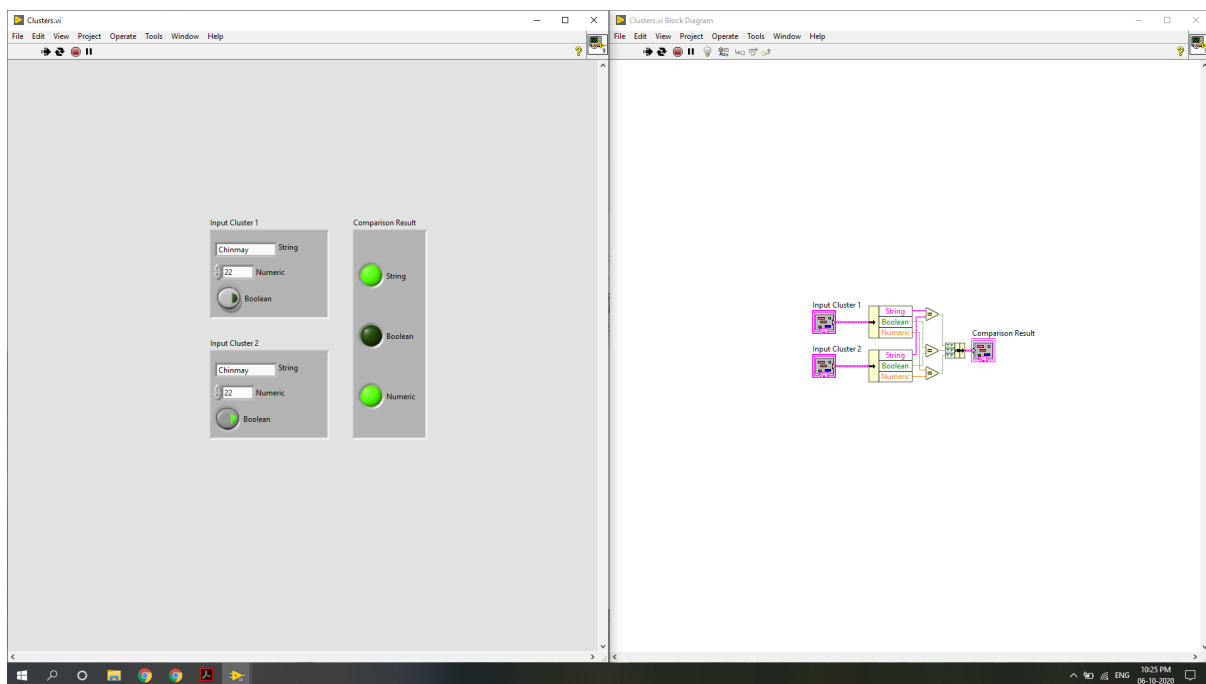 Clusters.vi
File Edit View Project Operate Tools Window Help
Input Cluster 1
Chinmay String
22 Numeric
Boolean
Input Cluster 2
Chinmay String
22 Numeric
Boolean
Comparison Result
String
Boolean
Numeric
Clusters.vi Block Diagram
File Edit View Project Operate Tools Window Help
Input Cluster 1
String
Boolean
Numeric
Input Cluster 2
String
Boolean
Numeric
Comparison Result
ENG
10:25 PM
06-10-2020